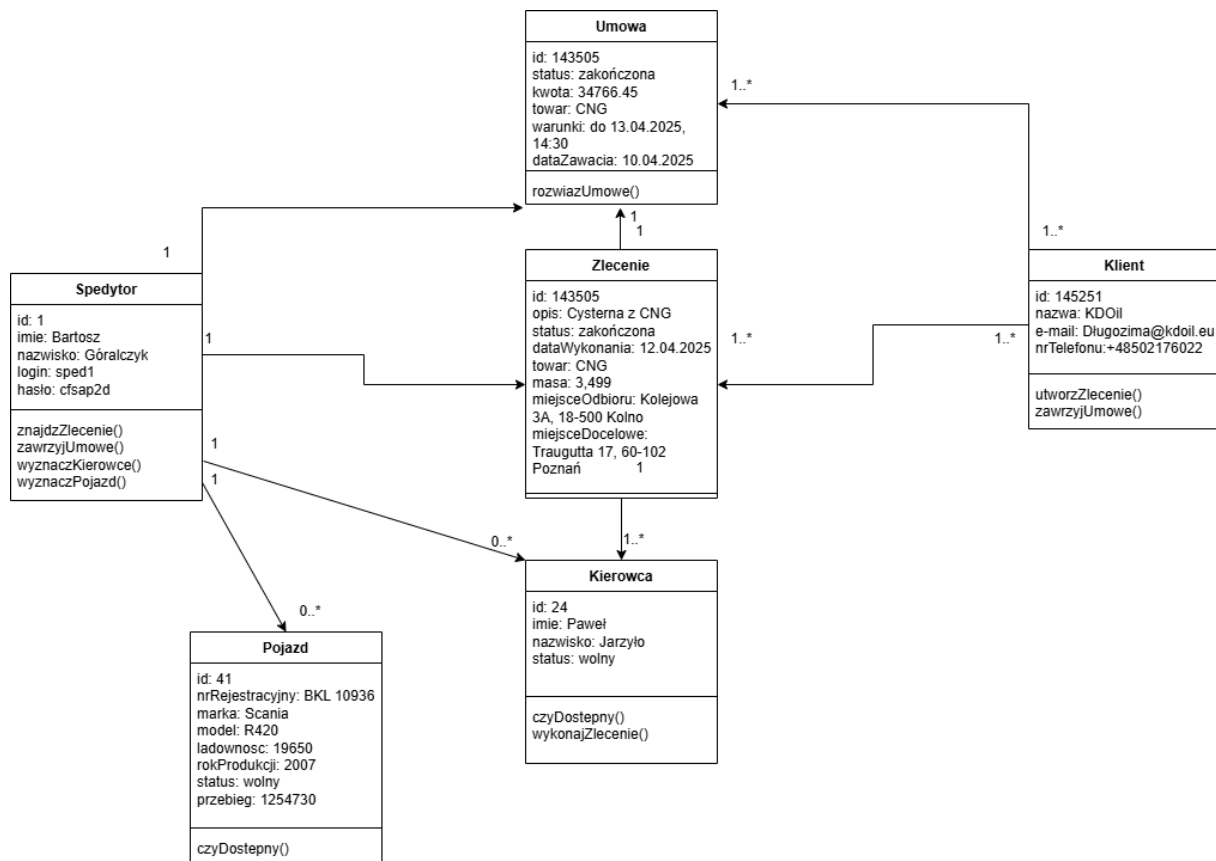 Umowa
id: 143505
status: zakończona
kwota: 34766.45
towar: CNG
warunki: do 13.04.2025,
14:30
dataZawacia: 10.04.2025
rozwiazUmowe()
1..*
1
1
1
1..*
Spedytor
id: 1
imie: Bartosz
nazwisko: Góralczyk
login: sped1
hasło: cfsap2d
znajdzZlecenie()
zawrzyjUmowe()
wyznaczKierowce()
wyznaczPojazd()
1
1
1
Zlecenie
id: 143505
opis: Cysterna z CNG
status: zakończona
dataWykonania: 12.04.2025
towar: CNG
masa: 3,499
miejsceOdbioru: Kolejowa
3A, 18-500 Kolno
miejsceDocelowe:
Traugutta 17, 60-102
Poznań
1
1..*
1..*
Klient
id: 145251
nazwa: KDOil
e-mail: Długozima@kdoil.eu
nrTelefonu:+48502176022
utworzZlecenie()
zawrzyjUmowe()
0..*
1..*
Kierowca
id: 24
imie: Paweł
nazwisko: Jarzyło
status: wolny
czyDostepny()
wykonajZlecenie()
0..*
Pojazd
id: 41
nrRejestracyjny: BKL 10936
marka: Scania
model: R420
ladownosc: 19650
rokProdukcji: 2007
status: wolny
przebieg: 1254730
czyDostepny()